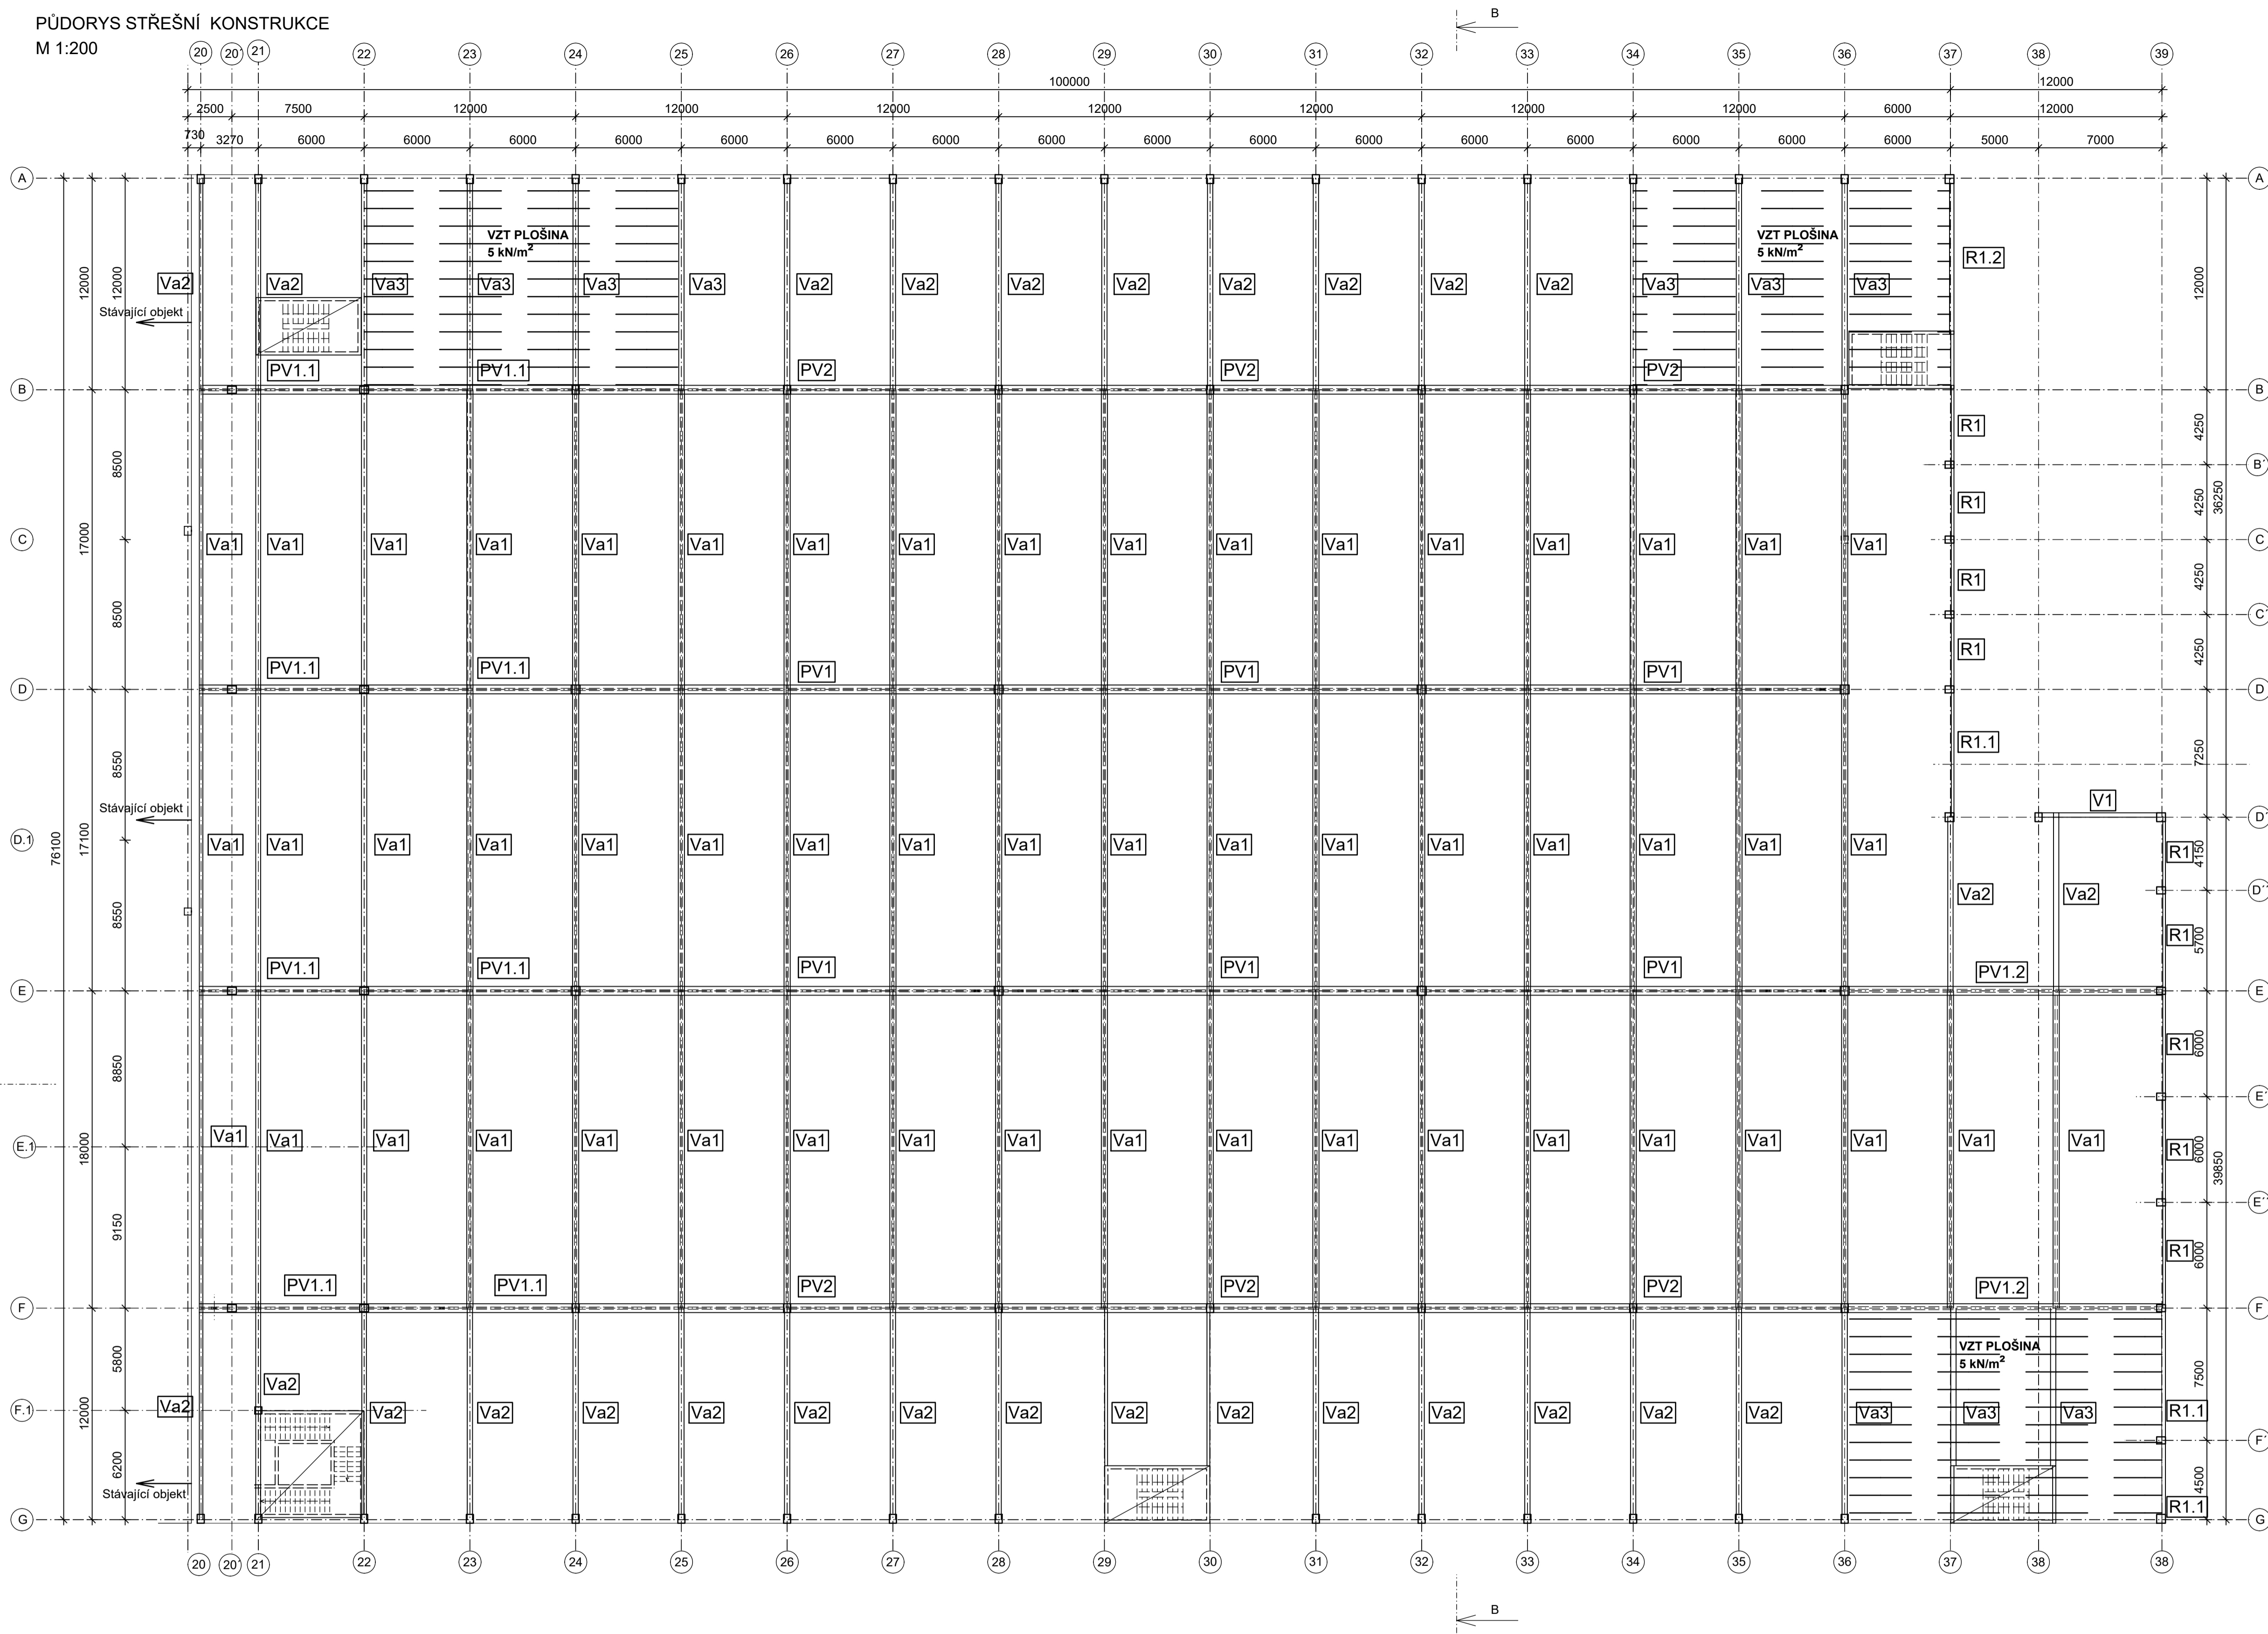 PŮDORYS STŘEŠNÍ KONSTRUKCE
M 1:200
B
20 20´ 21 22 23 24 25 26 27 28 29 30 31 32 33 34 35 36 37 38 39
100000 12000
2500 7500 12000 12000 12000 12000 12000 12000 12000 6000 12000
730 3270 6000 6000 6000 6000 6000 6000 6000 6000 6000 6000 6000 6000 6000 6000 6000 6000 5000 7000
A A
VZT PLOŠINA VZT PLOŠINA
5 kN/m² 5 kN/m²
R1.2
12000 12000 Va2 Va2 Va3 Va3 Va3 Va3 Va2 Va2 Va2 Va2 Va2 Va2 Va2 Va2 Va3 Va3 Va3 12000
Stávající objekt
PV1.1 PV1.1 PV2 PV2 PV2
B B
R1 4250
8500 B´
R1 4250 36250
C 17000 Va1 Va1 Va1 Va1 Va1 Va1 Va1 Va1 Va1 Va1 Va1 Va1 Va1 Va1 Va1 Va1 Va1 C
R1 4250
8500 C´
R1 4250
PV1.1 PV1.1 PV1 PV1 PV1
D D
R1.1 7250
8550
V1
Stávající objekt
D´
D.1 76100 17100 Va1 Va1 Va1 Va1 Va1 Va1 Va1 Va1 Va1 Va1 Va1 Va1 Va1 Va1 Va1 Va1 Va1 R1 4150
Va2 Va2 D´´
8550 R1 5700
PV1.1 PV1.1 PV1 PV1 PV1 PV1.2
E E
8850 R1 6000
E´
E.1 18000 Va1 Va1 Va1 Va1 Va1 Va1 Va1 Va1 Va1 Va1 Va1 Va1 Va1 Va1 Va1 Va1 Va1 Va1 Va1 R1 6000 39850
E´´
9150 R1 6000
PV1.1 PV1.1 PV2 PV2 PV2 PV1.2
F F
VZT PLOŠINA
5 kN/m²
5800 7500
Va2
F.1 12000 Va2 Va2 Va2 Va2 Va2 Va2 Va2 Va2 Va2 Va2 Va2 Va2 Va2 Va2 Va2 Va3 Va3 Va3 R1.1
F´
6200 4500
Stávající objekt
R1.1
G G
20 20´ 21 22 23 24 25 26 27 28 29 30 31 32 33 34 35 36 37 38 38
B